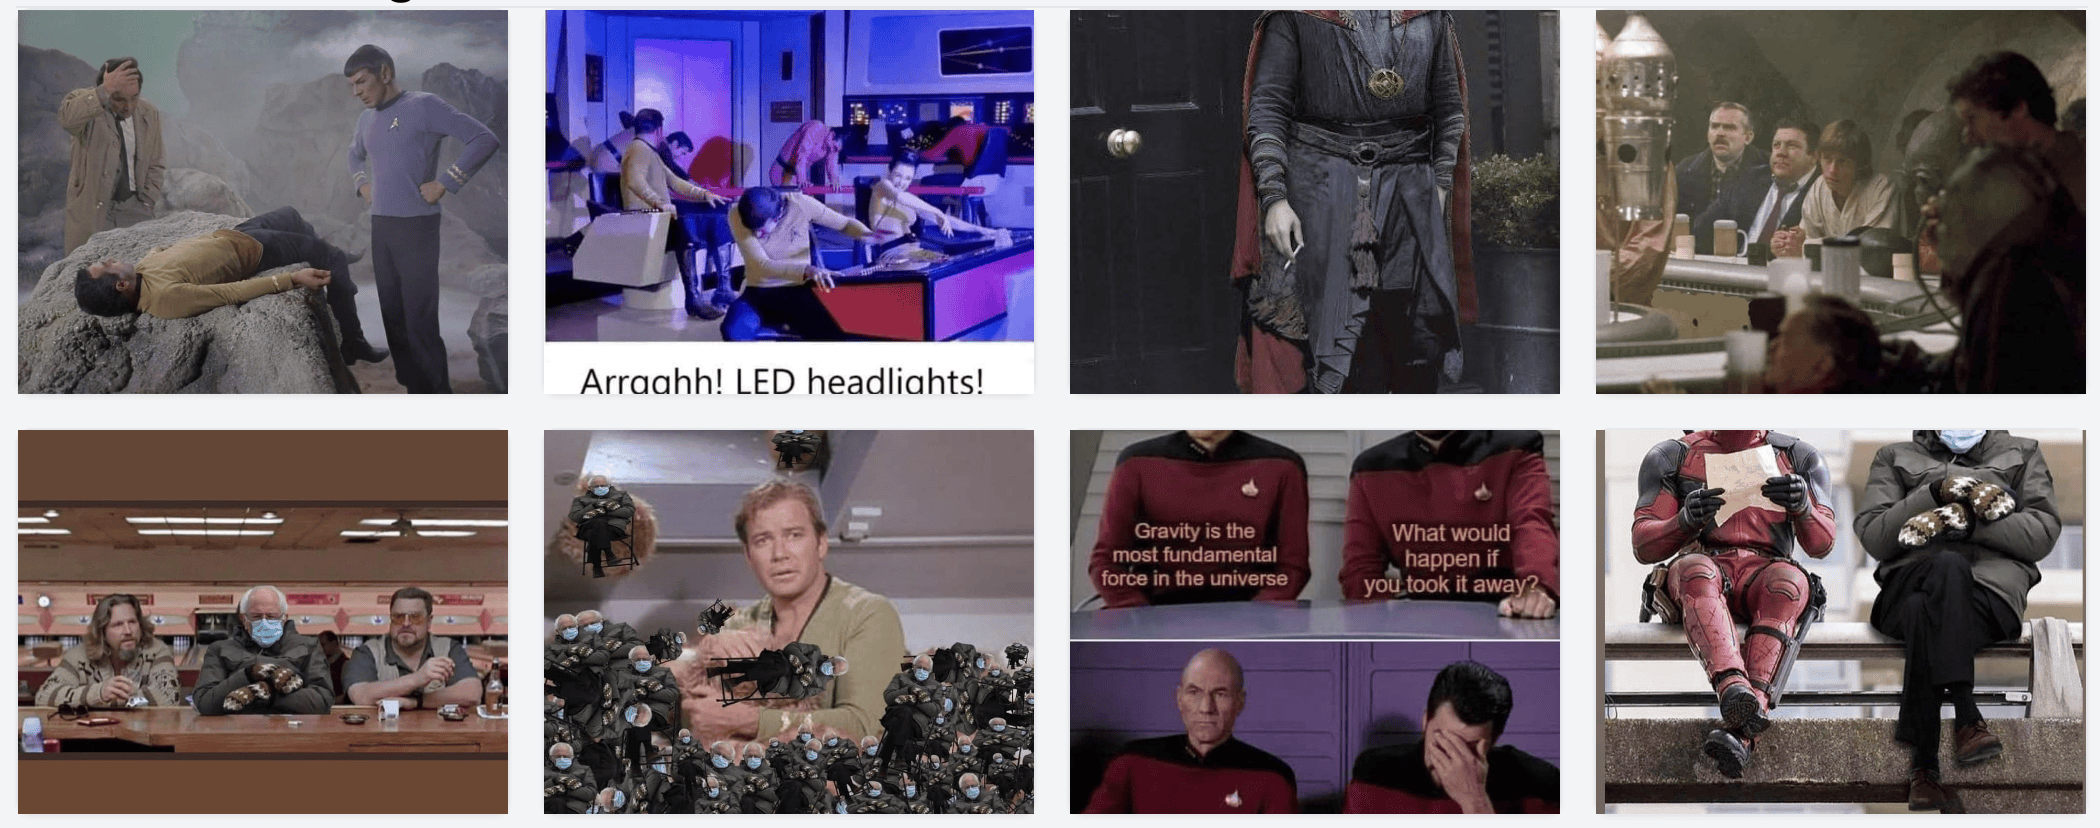 Arrgghh! LED headlights!
Gravity is the
most fundamental
force in the universe
What would
happen if
you took it away?